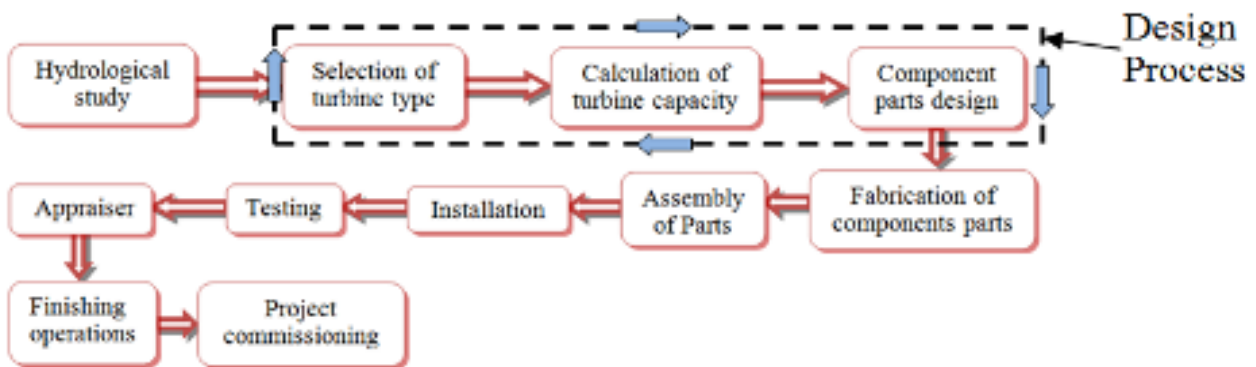 Design
Process
Hydrological
study
Selection of
turbine type
Calculation of
turbine capacity
Component
parts design
Appraiser
Testing
Installation
Assembly
of Parts
Fabrication of
components parts
Finishing
operations
Project
commissioning